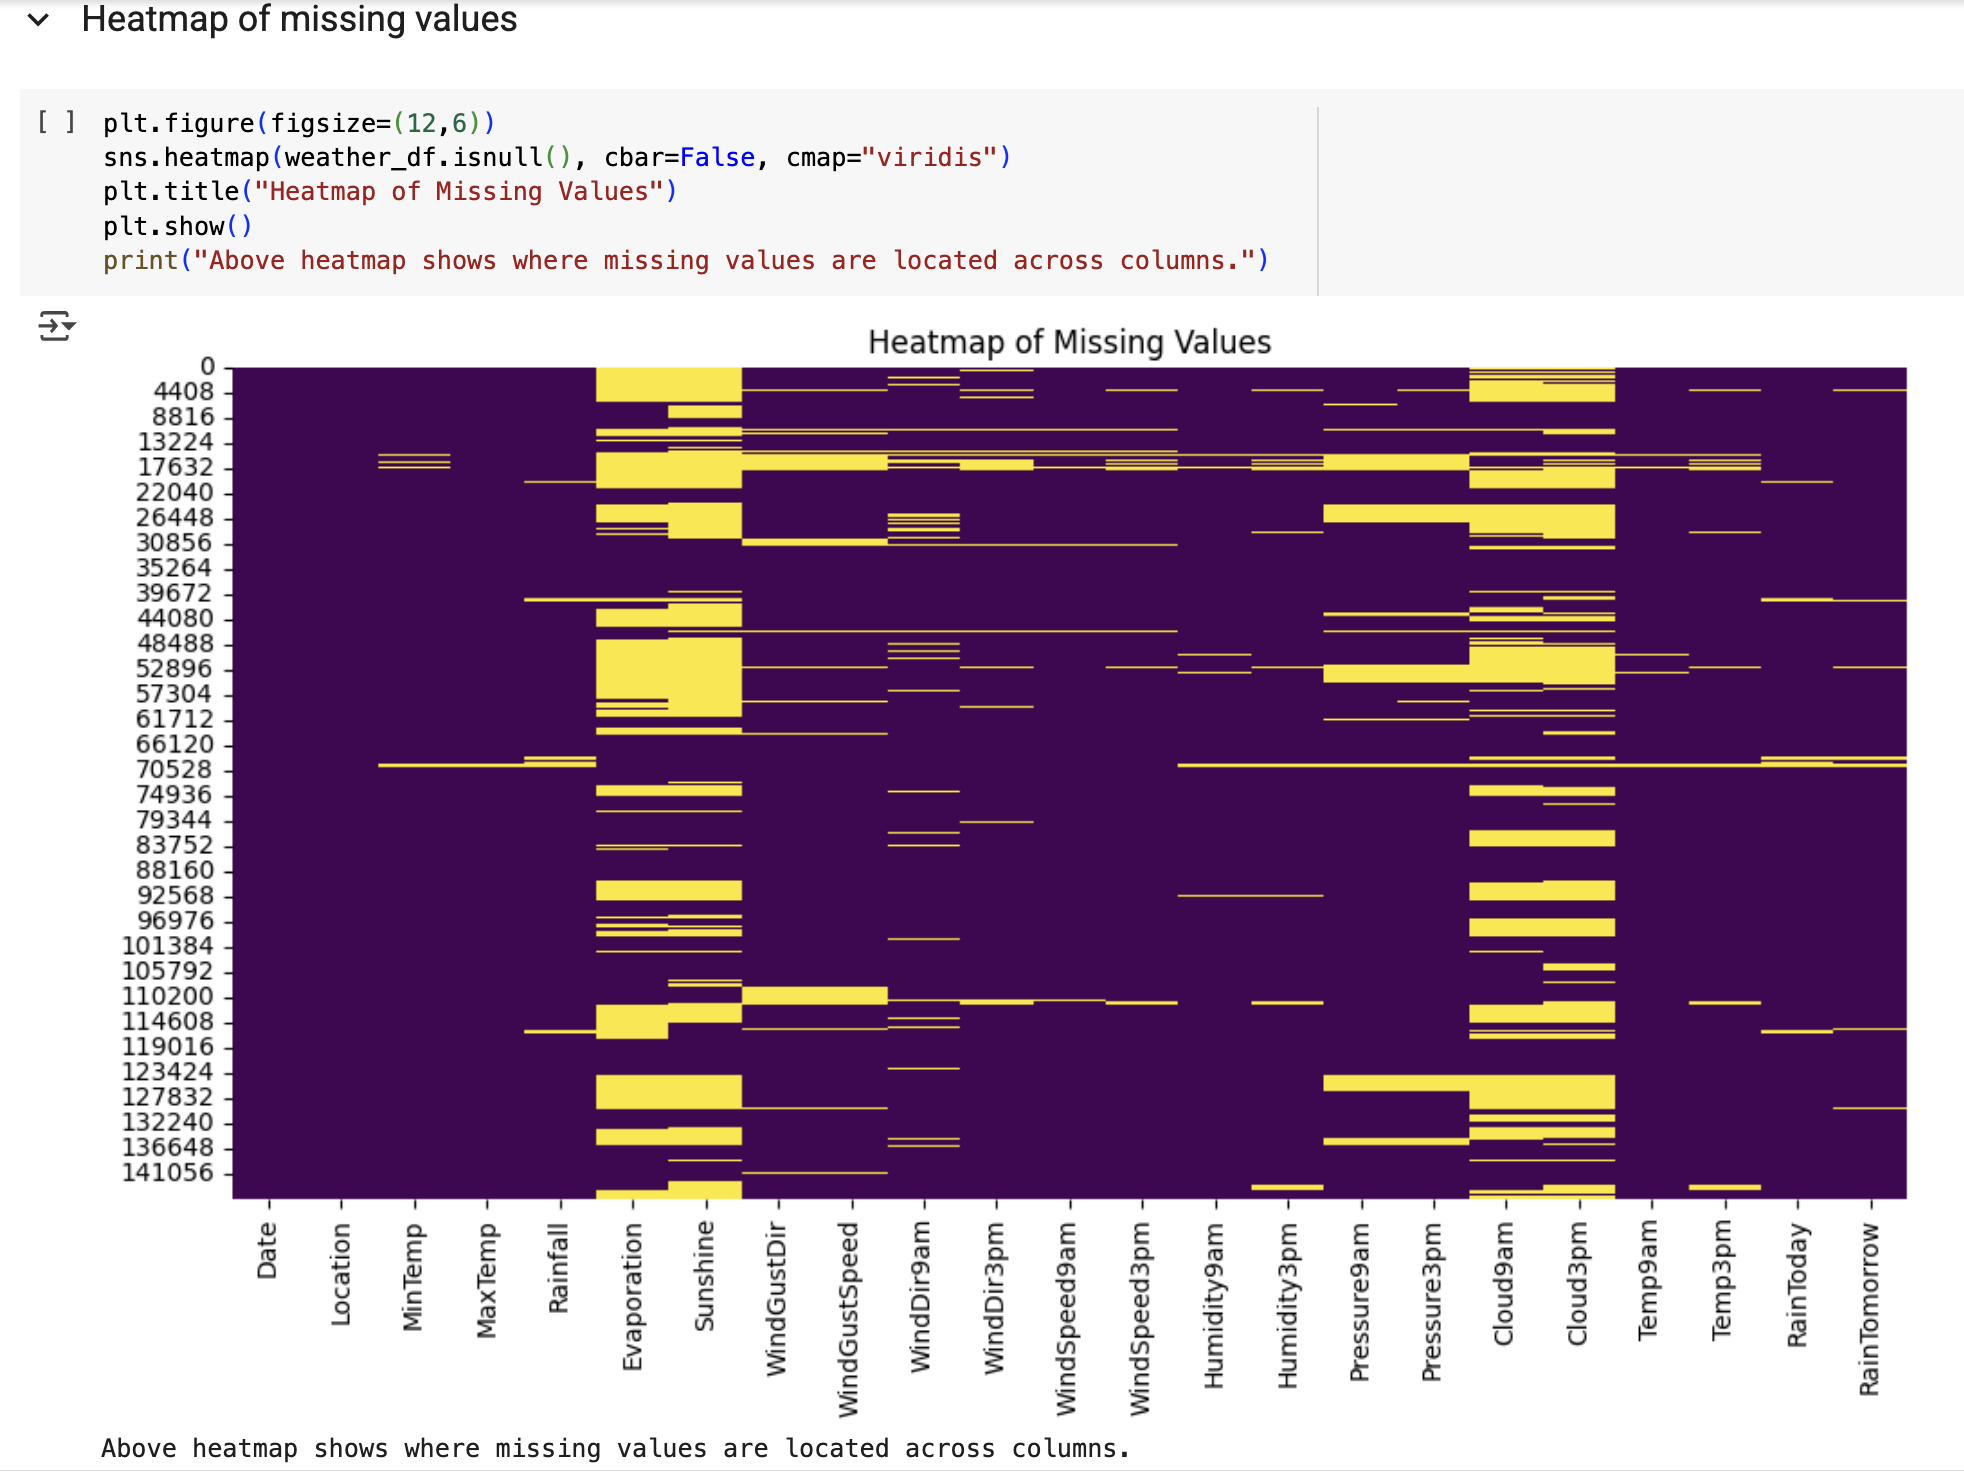 Heatmap of missing values
[ ] plt.figure(figsize=(12,6))
sns.heatmap(weather_df.isnull(), cbar=False, cmap="viridis")
plt.title("Heatmap of Missing Values")
plt.show()
print("Above heatmap shows where missing values are located across columns.")
Heatmap of Missing Values
0
4408
8816
13224
17632
22040
26448
30856
35264
39672
44080
48488
52896
57304
61712
66120
70528
74936
79344
83752
88160
92568
96976
101384
105792
110200
114608
119016
123424
127832
132240
136648
141056
Date
Location
MinTemp
MaxTemp
Rainfall
Evaporation
Sunshine
WindGustDir
WindGustSpeed
WindDir9am
WindDir3pm
WindSpeed9am
WindSpeed3pm
Humidity9am
Humidity3pm
Pressure9am
Pressure3pm
Cloud9am
Cloud3pm
Temp9am
Temp3pm
RainToday
RainTomorrow
Above heatmap shows where missing values are located across columns.